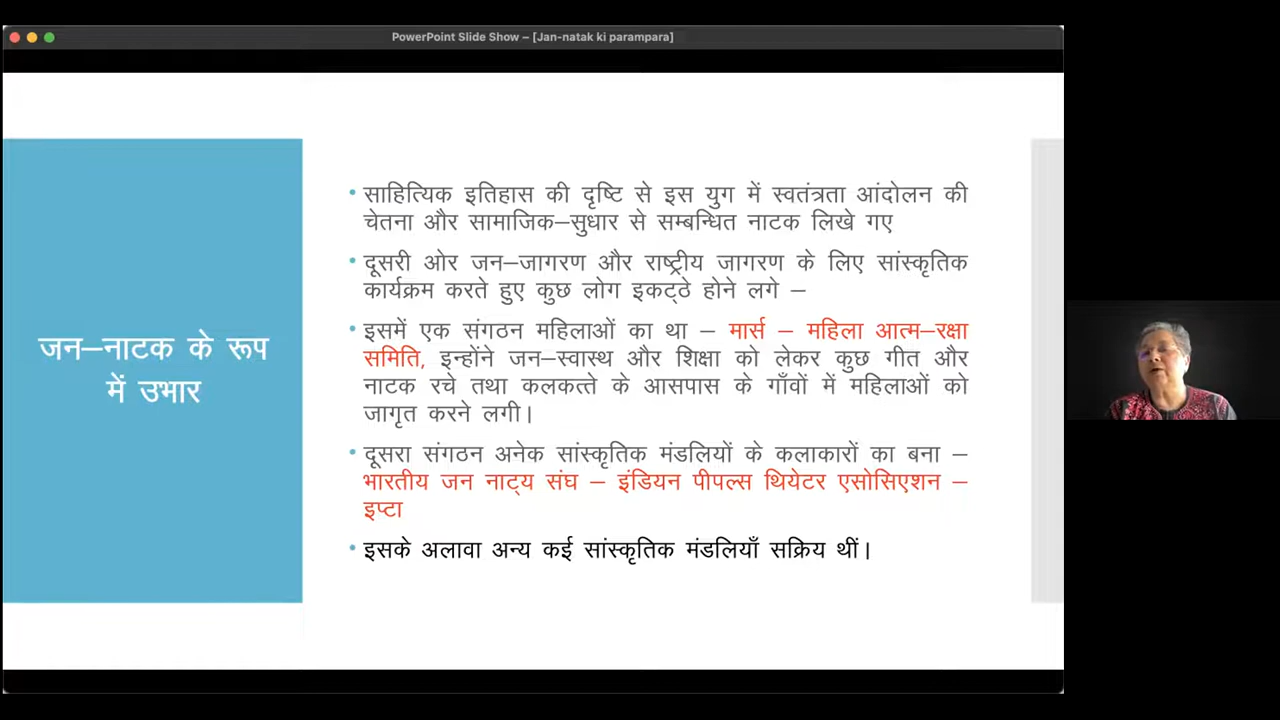 PowerPoint Slide Show – [Jan-natak ki parampara]
जन–नाटक के रूप
में उभार
• साहित्यिक इतिहास की दृष्टि से इस युग में स्वतंत्रता आंदोलन की
चेतना और सामाजिक–सुधार से सम्बन्धित नाटक लिखे गए
• दूसरी ओर जन–जागरण और राष्ट्रीय जागरण के लिए सांस्कृतिक
कार्यक्रम करते हुए कुछ लोग इकट्ठे होने लगे –
• इसमें एक संगठन महिलाओं का था – मार्स – महिला आत्म–रक्षा
समिति, इन्होंने जन–स्वास्थ और शिक्षा को लेकर कुछ गीत और
नाटक रचे तथा कलकत्ते के आसपास के गाँवों में महिलाओं को
जागृत करने लगी।
• दूसरा संगठन अनेक सांस्कृतिक मंडलियों के कलाकारों का बना –
भारतीय जन नाट्य संघ – इंडियन पीपल्स थियेटर एसोसिएशन –
इप्टा
• इसके अलावा अन्य कई सांस्कृतिक मंडलियाँ सक्रिय थीं।